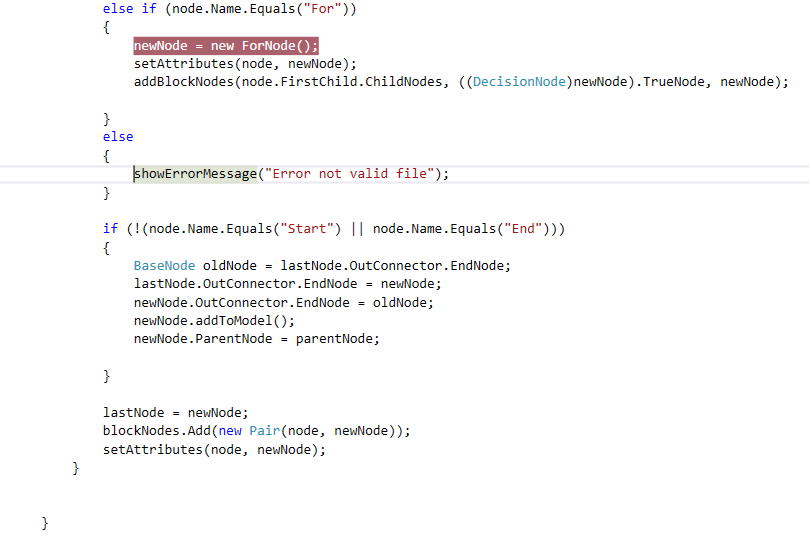 else if (node.Name.Equals("For"))
{
newNode = new ForNode();
setAttributes(node, newNode);
addBlockNodes(node.FirstChild.ChildNodes, ((DecisionNode)newNode).TrueNode, newNode);
}
else
{
showErrorMessage("Error not valid file");
}
if (!(node.Name.Equals("Start") || node.Name.Equals("End")))
{
BaseNode oldNode = lastNode.OutConnector.EndNode;
lastNode.OutConnector.EndNode = newNode;
newNode.OutConnector.EndNode = oldNode;
newNode.addToModel();
newNode.ParentNode = parentNode;
}
lastNode = newNode;
blockNodes.Add(new Pair(node, newNode));
setAttributes(node, newNode);
}
}